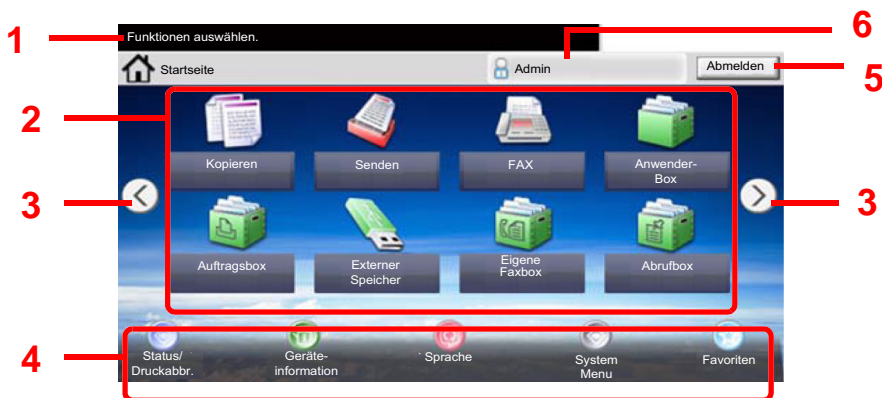 6
1
Funktionen auswählen.
Startseite
Admin
Abmelden
5
2
Kopieren
Senden
FAX
Anwender-
Box
3
3
Auftragsbox
Externer
Speicher
Eigene
Faxbox
Abrufbox
4
Status/
Druckabbr.
Geräte-
information
Sprache
System
Menu
Favoriten